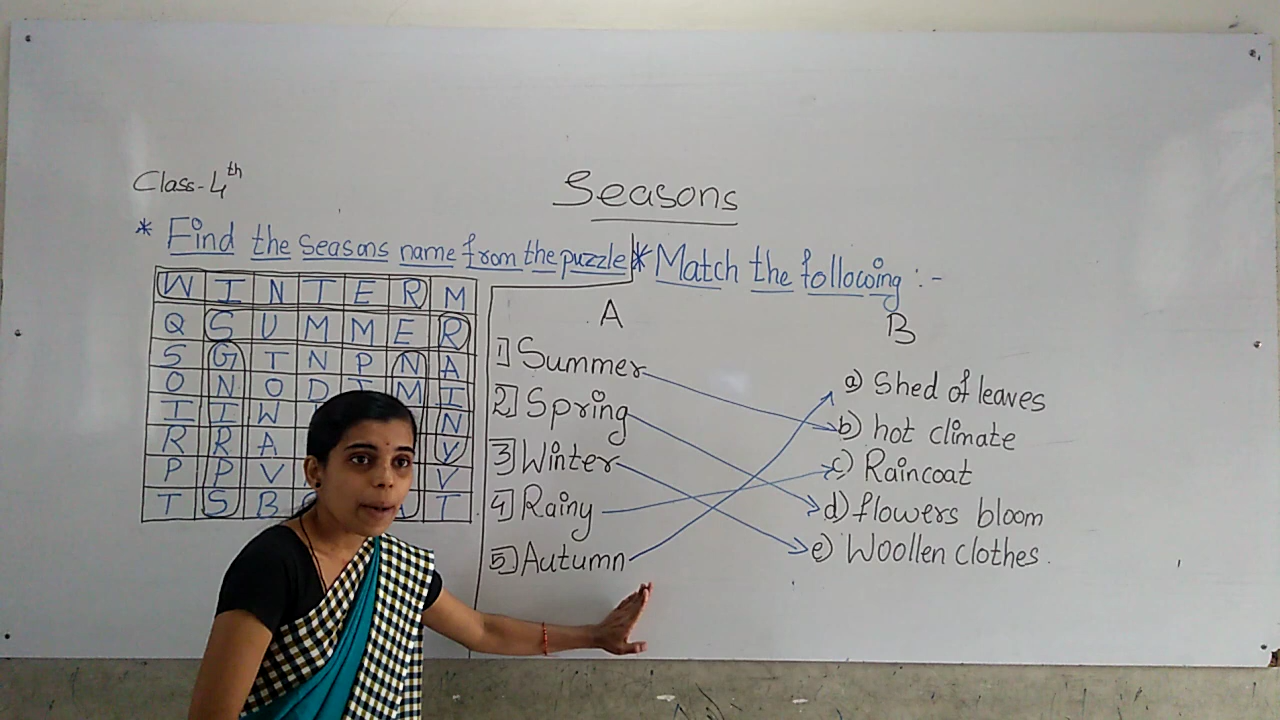 Class-4th
Seasons
* Find the seasons name from the puzzle
W I N T E R M
Q S U M M E R
S G T N P N A
O N O D I M I
I I W N
R R A Y
P P V V
T S B T
* Match the following :-
A
B
1] Summer
2] Spring
3] Winter
4] Rainy
5] Autumn
a) Shed of leaves
b) hot climate
c) Raincoat
d) flowers bloom
e) Woollen clothes.